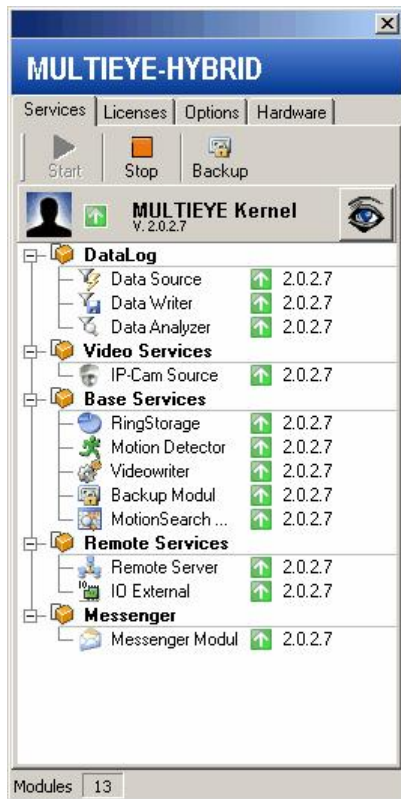 MULTIEYE-HYBRID
Services Licenses Options Hardware
Start Stop Backup
MULTIEYE Kernel
V. 2.0.2.7
DataLog
Data Source 2.0.2.7
Data Writer 2.0.2.7
Data Analyzer 2.0.2.7
Video Services
IP-Cam Source 2.0.2.7
Base Services
RingStorage 2.0.2.7
Motion Detector 2.0.2.7
Videowriter 2.0.2.7
Backup Modul 2.0.2.7
MotionSearch ... 2.0.2.7
Remote Services
Remote Server 2.0.2.7
IO External 2.0.2.7
Messenger
Messenger Modul 2.0.2.7
Modules 13